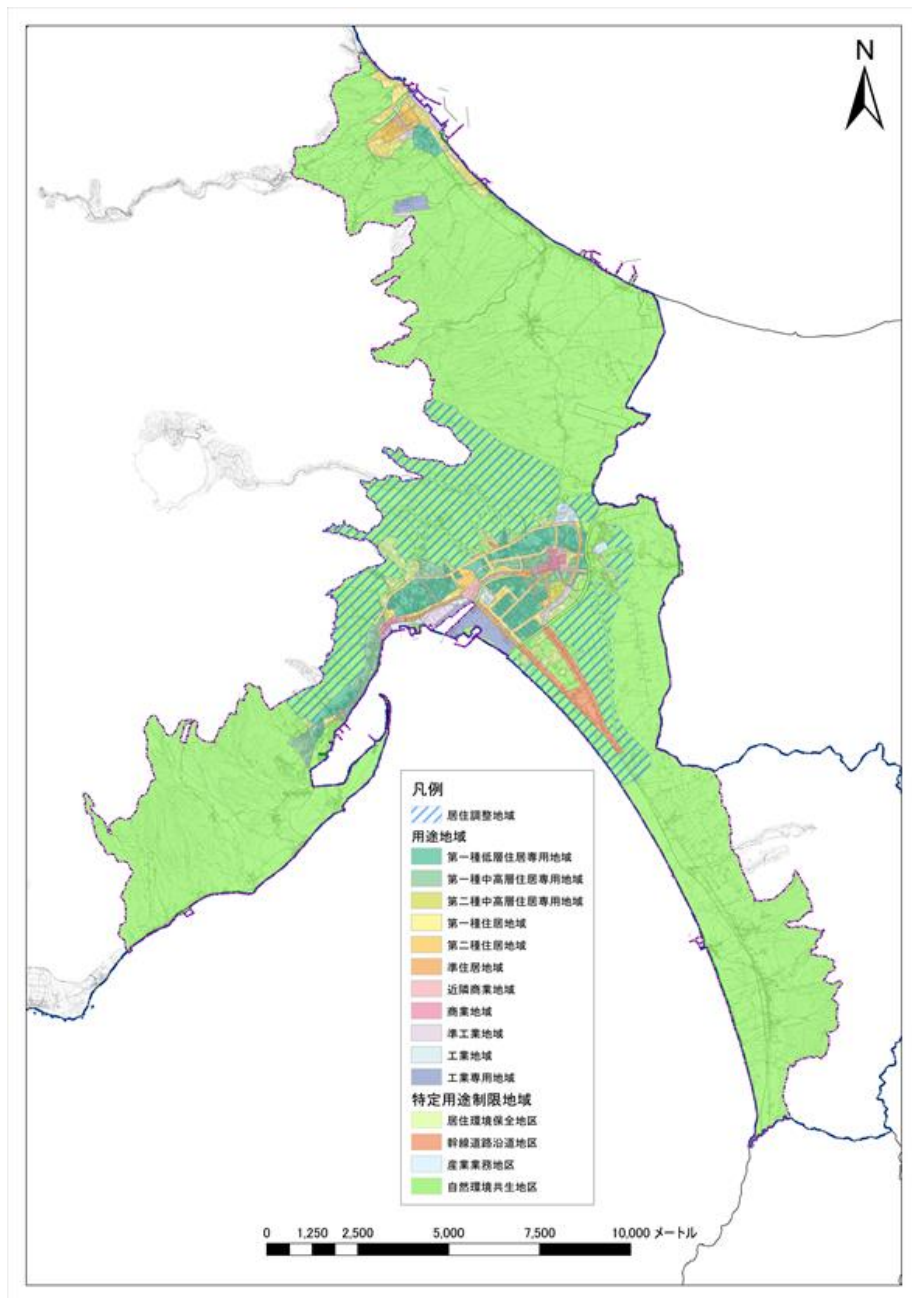 N
凡例
居住調整地域
用途地域
第一種低層住居専用地域
第一種中高層住居専用地域
第二種中高層住居専用地域
第一種住居地域
第二種住居地域
準住居地域
近隣商業地域
商業地域
準工業地域
工業地域
工業専用地域
特定用途制限地域
居住環境保全地区
幹線道路沿道地区
産業業務地区
自然環境共生地区
0 1,250 2,500 5,000 7,500 10,000 メートル